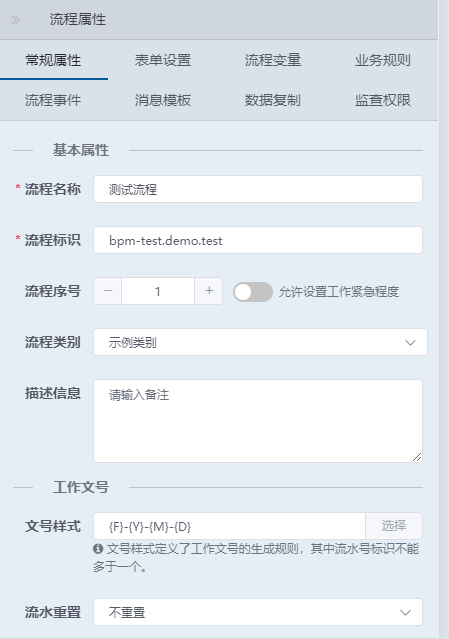 流程属性
常规属性 表单设置 流程变量 业务规则
流程事件 消息模板 数据复制 监查权限
基本属性
* 流程名称 测试流程
* 流程标识 bpm-test.demo.test
流程序号 − 1 + 允许设置工作紧急程度
流程类别 示例类别
描述信息 请输入备注
工作文号
文号样式 {F}-{Y}-{M}-{D} 选择
文号样式定义了工作文号的生成规则，其中流水号标识不能
多于一个。
流水重置 不重置